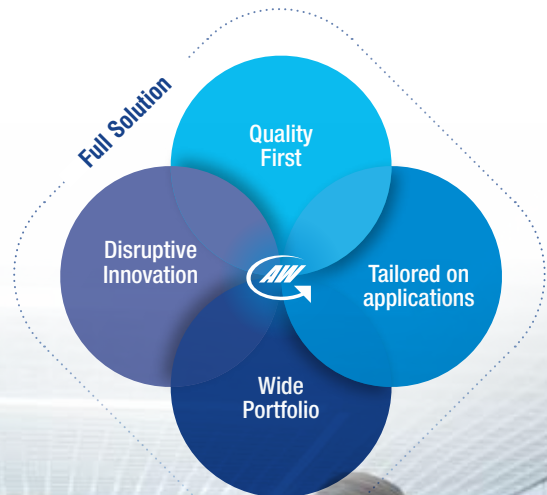 Full Solution
Quality
First
Disruptive
Innovation
AW
Tailored on
applications
Wide
Portfolio